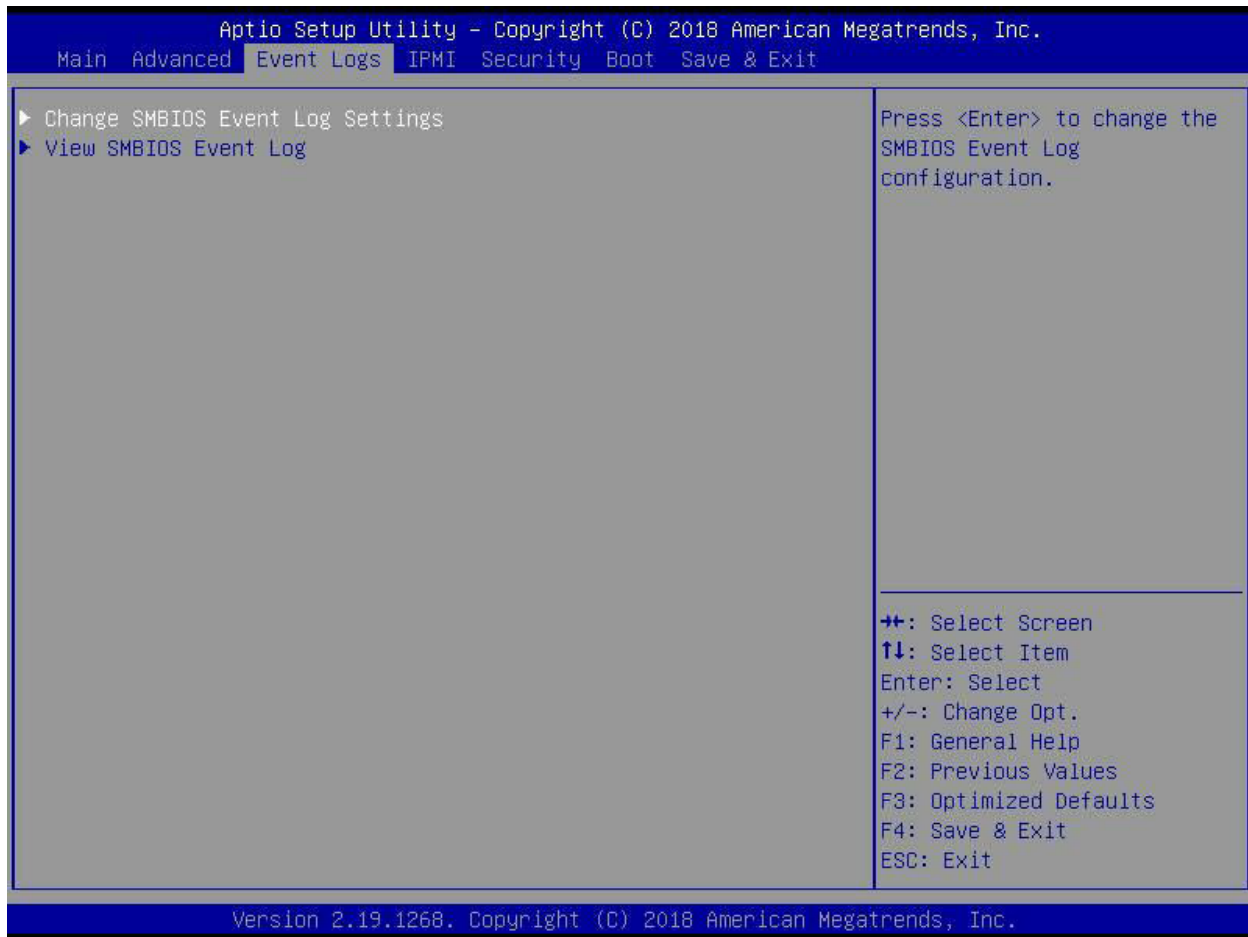 Aptio Setup Utility – Copyright (C) 2018 American Megatrends, Inc.
Main Advanced Event Logs IPMI Security Boot Save & Exit
▶ Change SMBIOS Event Log Settings
▶ View SMBIOS Event Log
Press <Enter> to change the
SMBIOS Event Log
configuration.
→←: Select Screen
↑↓: Select Item
Enter: Select
+/-: Change Opt.
F1: General Help
F2: Previous Values
F3: Optimized Defaults
F4: Save & Exit
ESC: Exit
Version 2.19.1268. Copyright (C) 2018 American Megatrends, Inc.